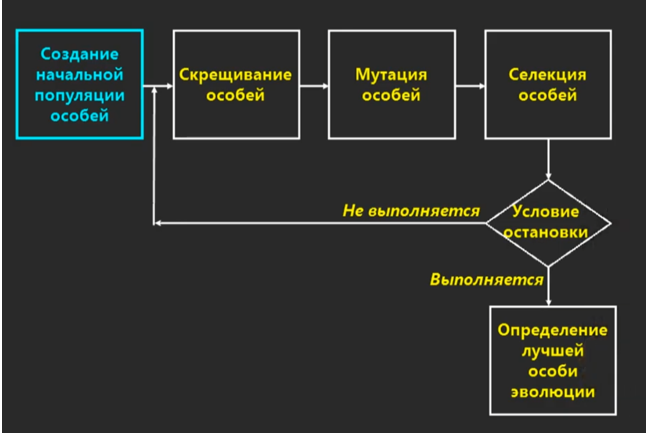 Создание
начальной
популяции
особей
Скрещивание
особей
Мутация
особей
Селекция
особей
Не выполняется
Условие
остановки
Выполняется
Определение
лучшей
особи
эволюции